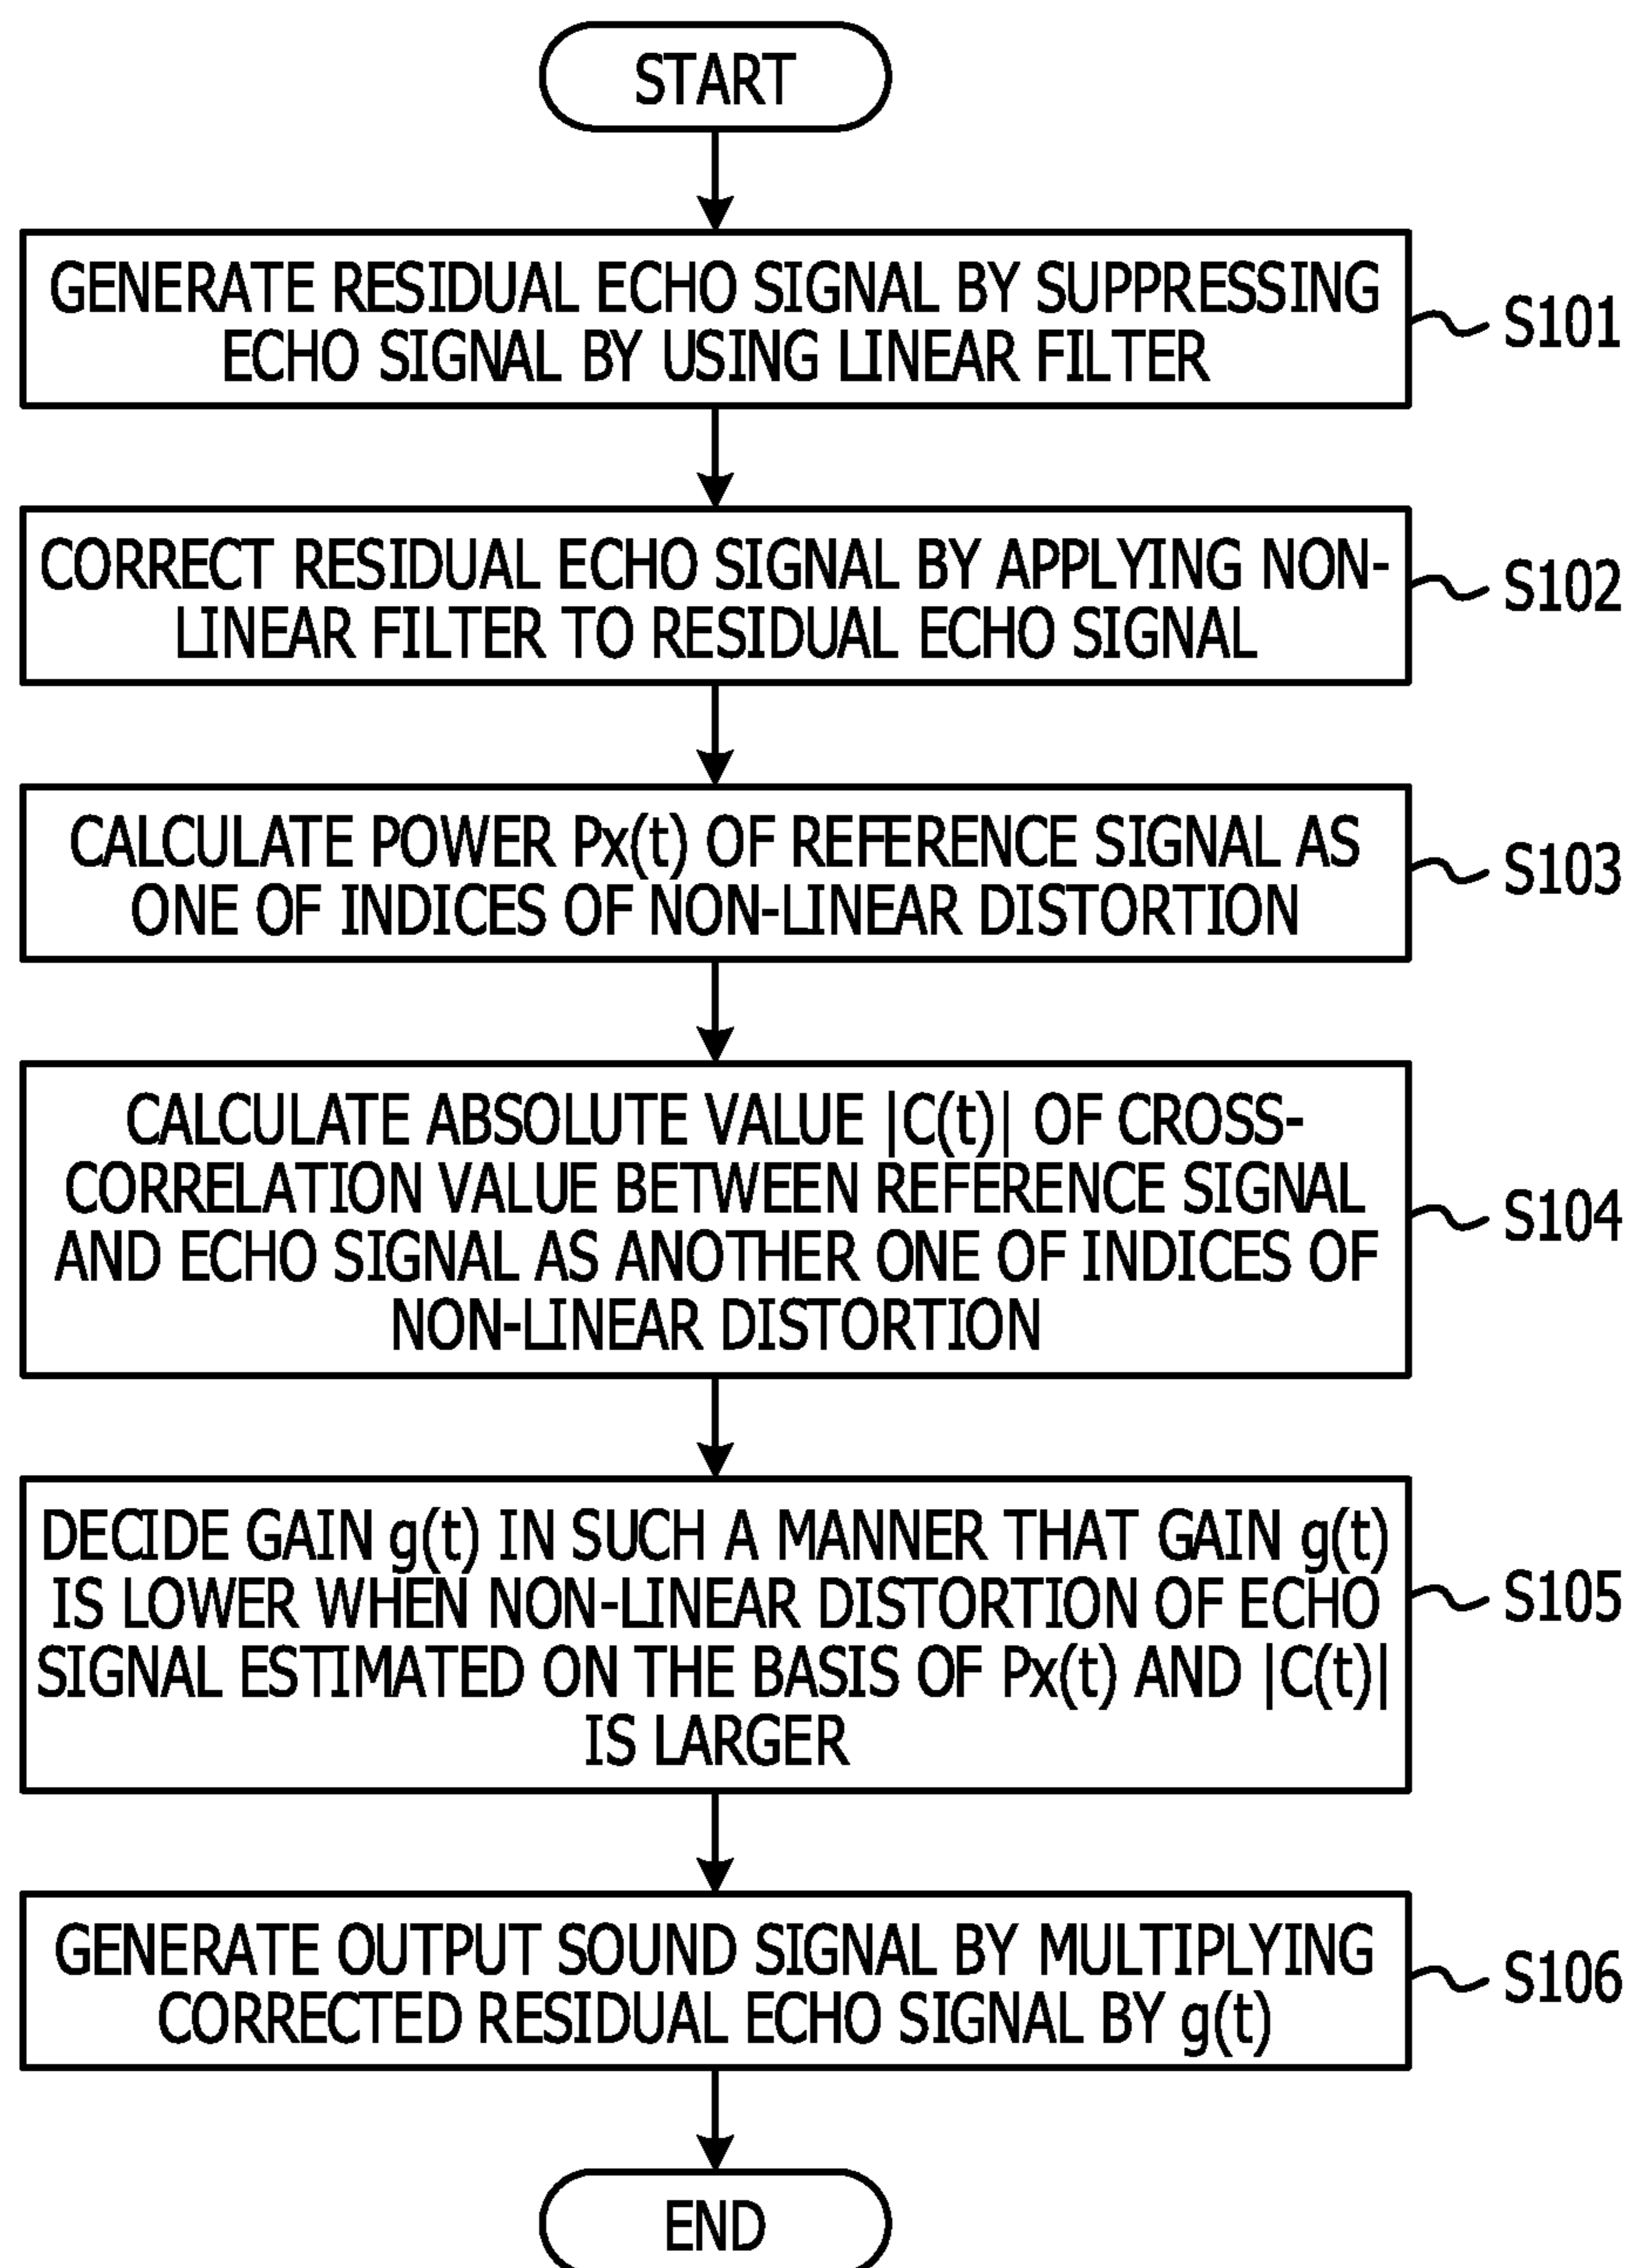 START
GENERATE RESIDUAL ECHO SIGNAL BY SUPPRESSING
ECHO SIGNAL BY USING LINEAR FILTER
S101
CORRECT RESIDUAL ECHO SIGNAL BY APPLYING NON-
LINEAR FILTER TO RESIDUAL ECHO SIGNAL
S102
CALCULATE POWER Px(t) OF REFERENCE SIGNAL AS
ONE OF INDICES OF NON-LINEAR DISTORTION
S103
CALCULATE ABSOLUTE VALUE |C(t)| OF CROSS-
CORRELATION VALUE BETWEEN REFERENCE SIGNAL
AND ECHO SIGNAL AS ANOTHER ONE OF INDICES OF
NON-LINEAR DISTORTION
S104
DECIDE GAIN g(t) IN SUCH A MANNER THAT GAIN g(t)
IS LOWER WHEN NON-LINEAR DISTORTION OF ECHO
SIGNAL ESTIMATED ON THE BASIS OF Px(t) AND |C(t)|
IS LARGER
S105
GENERATE OUTPUT SOUND SIGNAL BY MULTIPLYING
CORRECTED RESIDUAL ECHO SIGNAL BY g(t)
S106
END